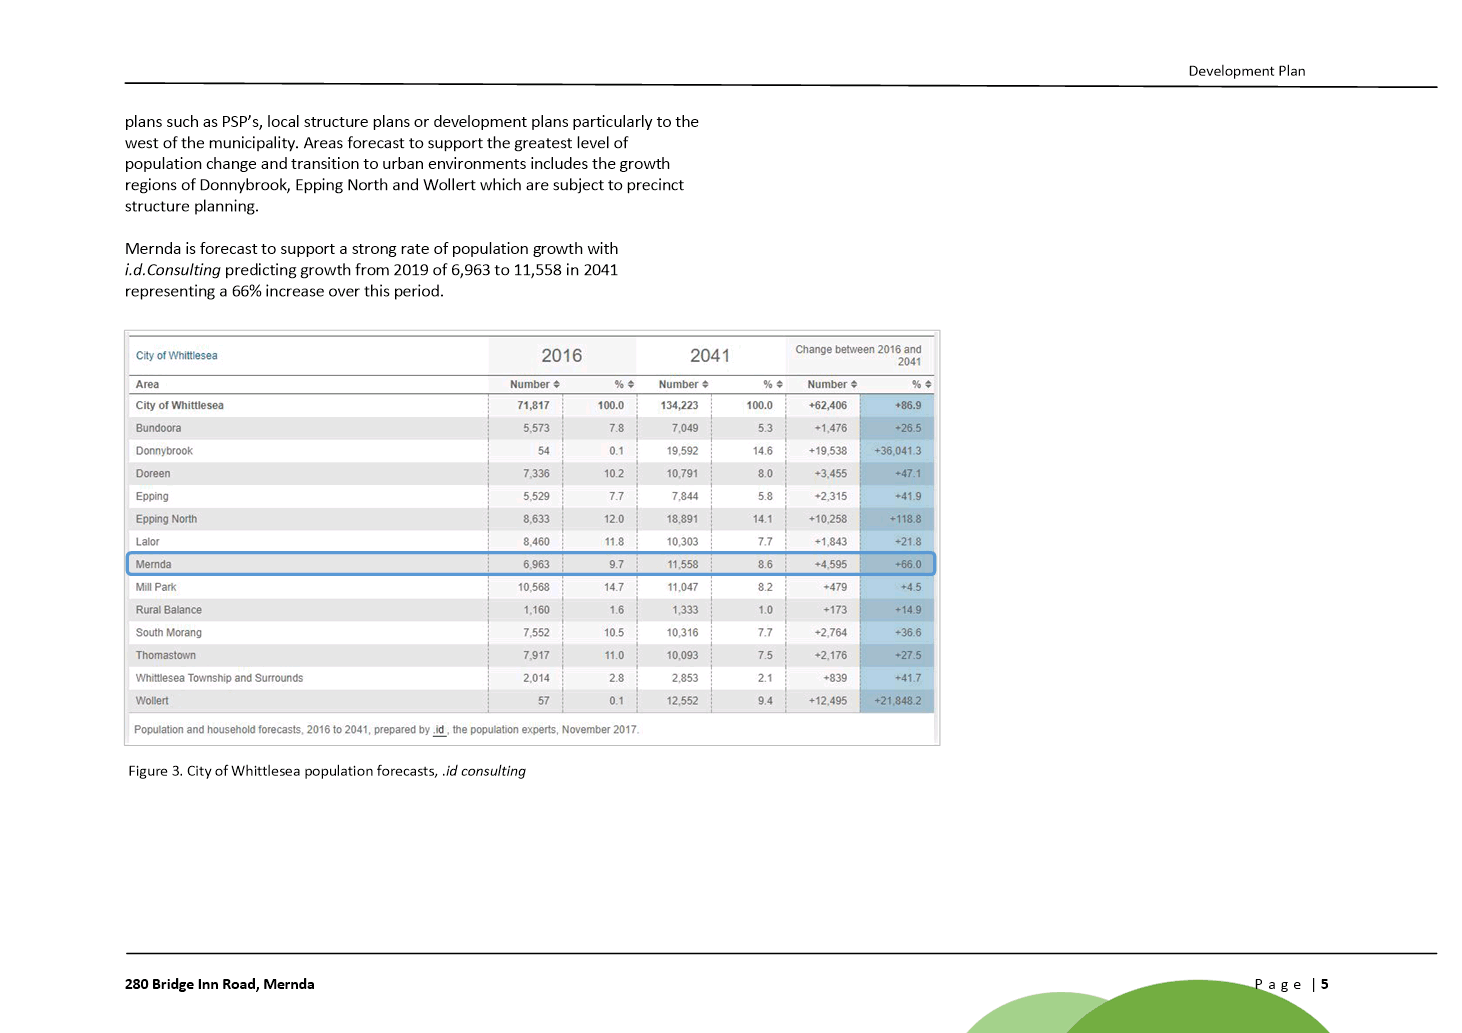 Development Plan
plans such as PSP's, local structure plans or development plans particularly to the
west of the municipality. Areas forecast to support the greatest level of
population change and transition to urban environments includes the growth
regions of Donnybrook, Epping North and Wollert which are subject to precinct
structure planning.
Mernda is forecast to support a strong rate of population growth with
i.d.Consulting predicting growth from 2019 of 6,963 to 11,558 in 2041
representing a 66% increase over this period.
City of Whittlesea 2016 2041 Change between 2016 and
2041
Area Number % Number % Number %
City of Whittlesea 71,817 100.0 134,223 100.0 +62,406 +86.9
Bundoora 5,573 7.8 7,049 5.3 +1,476 +26.5
Donnybrook 54 0.1 19,592 14.6 +19,538 +36,041.3
Doreen 7,336 10.2 10,791 8.0 +3,455 +47.1
Epping 5,529 7.7 7,844 5.8 +2,315 +41.9
Epping North 8,633 12.0 18,891 14.1 +10,258 +118.8
Lalor 8,460 11.8 10,303 7.7 +1,843 +21.8
Mernda 6,963 9.7 11,558 8.6 +4,595 +66.0
Mill Park 10,568 14.7 11,047 8.2 +479 +4.5
Rural Balance 1,160 1.6 1,333 1.0 +173 +14.9
South Morang 7,552 10.5 10,316 7.7 +2,764 +36.6
Thomastown 7,917 11.0 10,093 7.5 +2,176 +27.5
Whittlesea Township and Surrounds 2,014 2.8 2,853 2.1 +839 +41.7
Wollert 57 0.1 12,552 9.4 +12,495 +21,848.2
Population and household forecasts, 2016 to 2041, prepared by .id , the population experts, November 2017.
Figure 3. City of Whittlesea population forecasts, .id consulting
280 Bridge Inn Road, Mernda
Page | 5